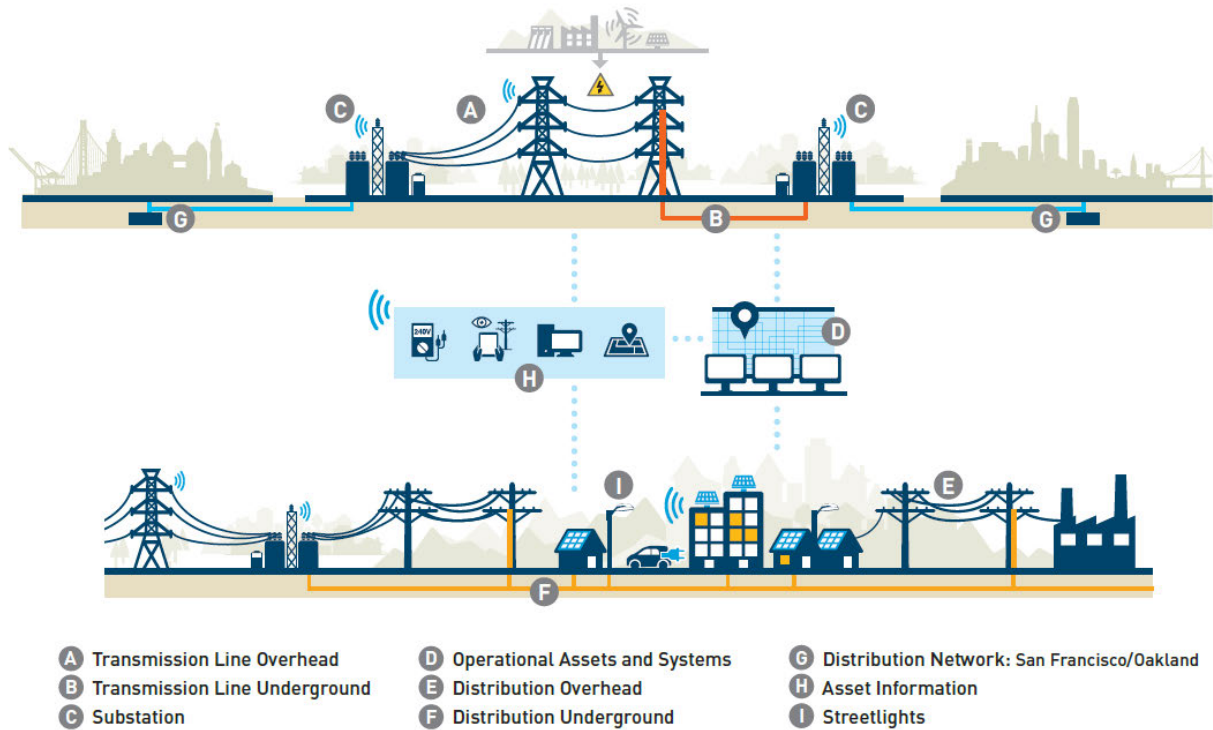 C
A
C
G
B
G
240V
D
H
I
E
F
A Transmission Line Overhead
B Transmission Line Underground
C Substation
D Operational Assets and Systems
E Distribution Overhead
F Distribution Underground
G Distribution Network: San Francisco/Oakland
H Asset Information
I Streetlights